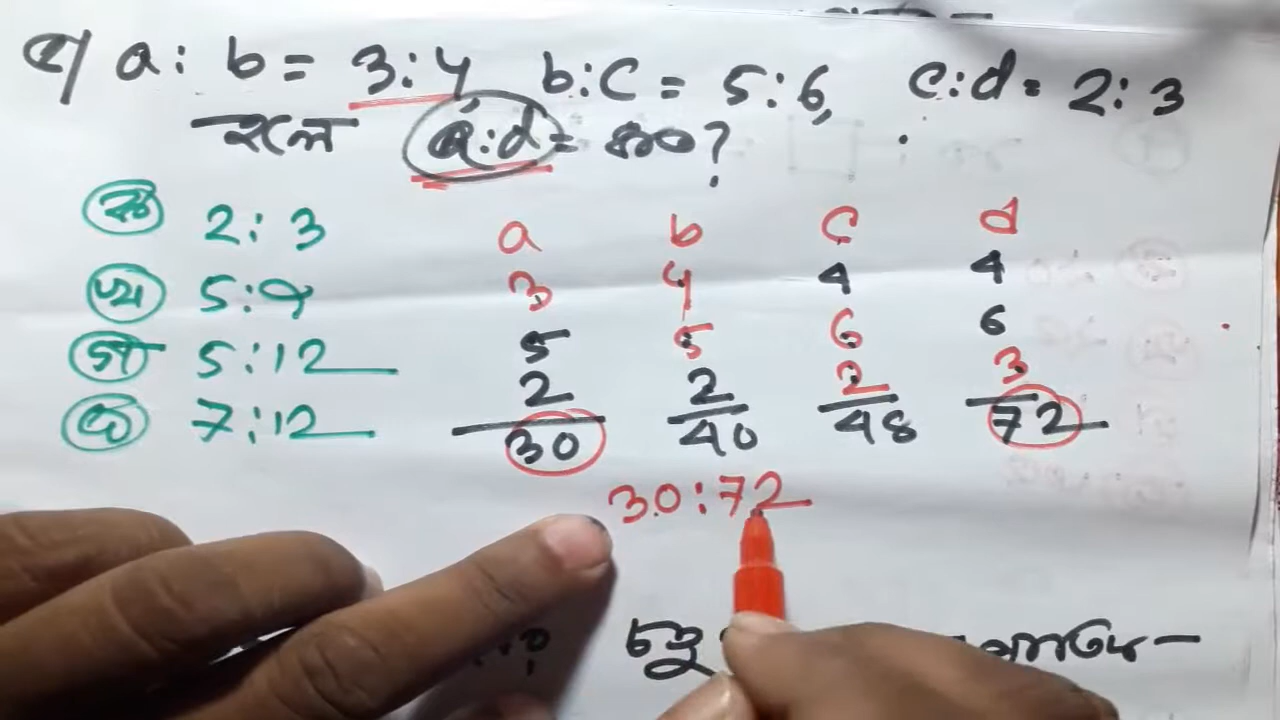 ৫/ a : b = 3:4, b:c = 5:6, c:d = 2:3
হলে a:d = কত?
ক 2:3
খ 5:9
গ 5:12
ঘ 7:12
a b c d
3 4 4 4
5 5 6 6
2 2 2 3
30 40 48 72
30:72